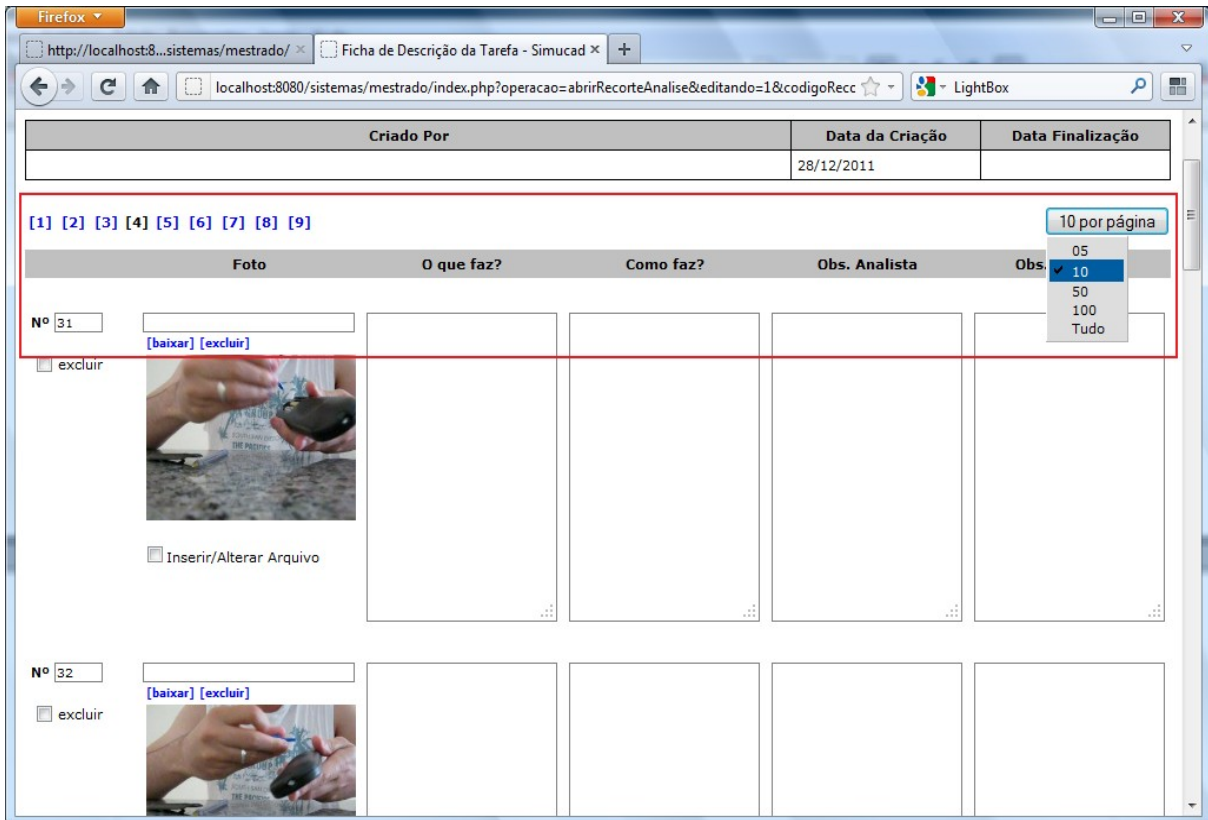 Firefox
http://localhost:8...sistemas/mestrado/ × Ficha de Descrição da Tarefa - Simucad × +
localhost:8080/sistemas/mestrado/index.php?operacao=abrirRecorteAnalise&editando=1&codigoRecc LightBox
Criado Por Data da Criação Data Finalização
28/12/2011
[1] [2] [3] [4] [5] [6] [7] [8] [9] 10 por página
Foto O que faz? Como faz? Obs. Analista Obs.
05
10
50
100
Tudo
Nº 31
[baixar] [excluir]
excluir
Inserir/Alterar Arquivo
Nº 32
[baixar] [excluir]
excluir